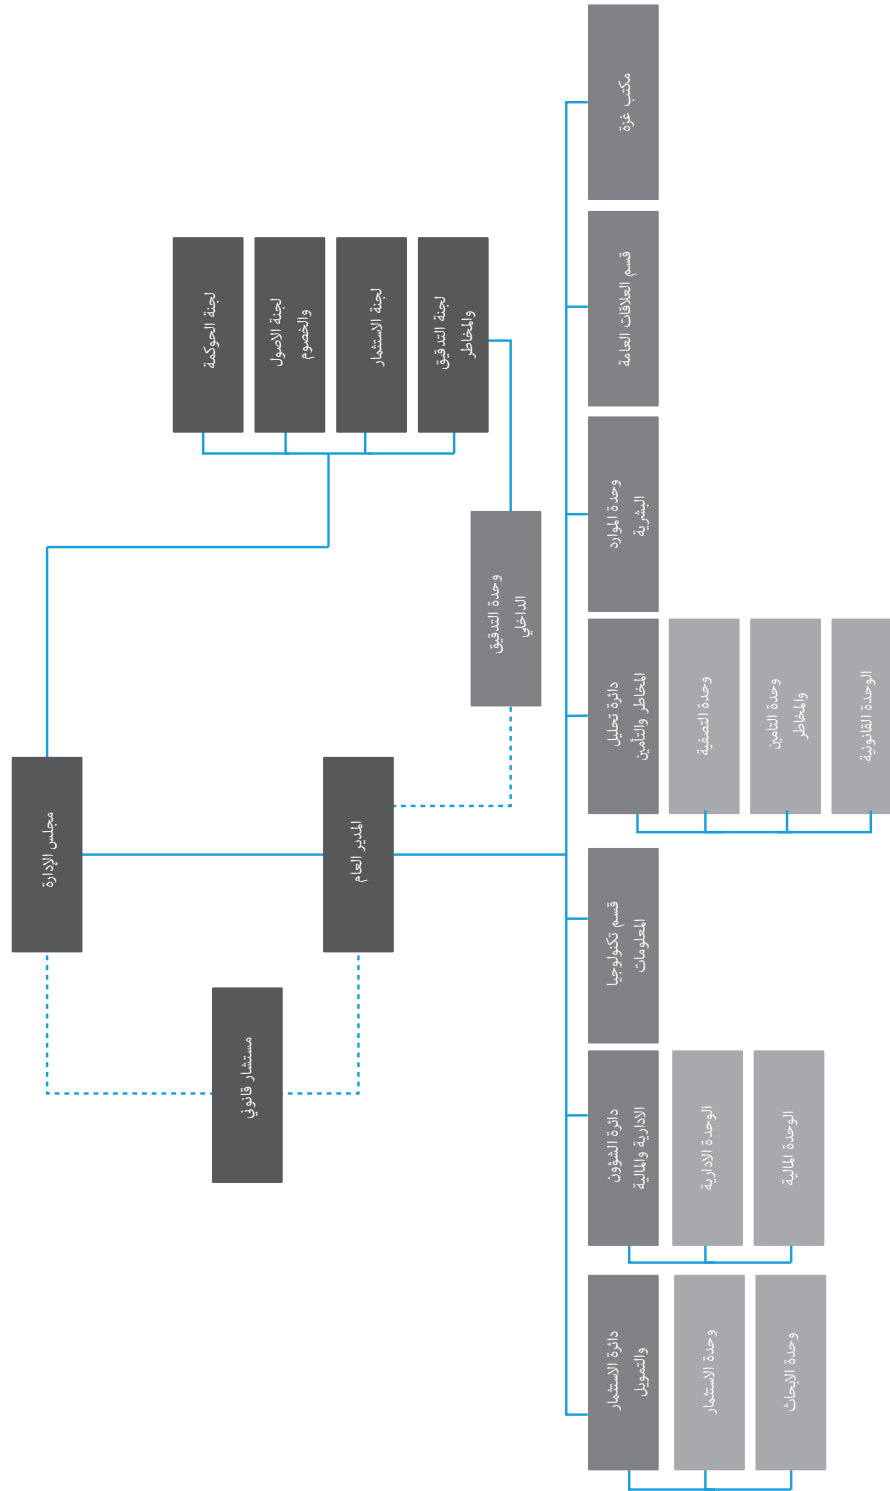 مجلس الإدارة
لجنة الحوكمة
لجنة الاصول
والخصوم
لجنة الاستثمار
لجنة التدقيق
والمخاطر
مستشار قانوني
المدير العام
وحدة التدقيق
الداخلي
مكتب غزة
قسم العلاقات العامة
وحدة الموارد
البشرية
دائرة تحليل
المخاطر والتأمين
وحدة التصفية
وحدة التامين
والمخاطر
الوحدة القانونية
قسم تكنولوجيا
المعلومات
دائرة الشؤون
الادارية والمالية
الوحدة الادارية
الوحدة المالية
دائرة الاستثمار
والتمويل
وحدة الاستثمار
وحدة الابحاث